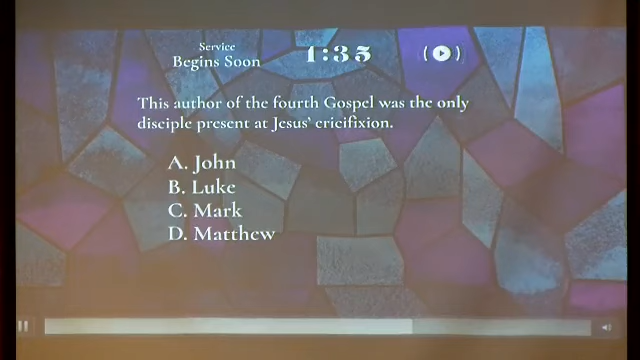 Service
Begins Soon
1:35
This author of the fourth Gospel was the only
disciple present at Jesus' cricifixion.
A. John
B. Luke
C. Mark
D. Matthew